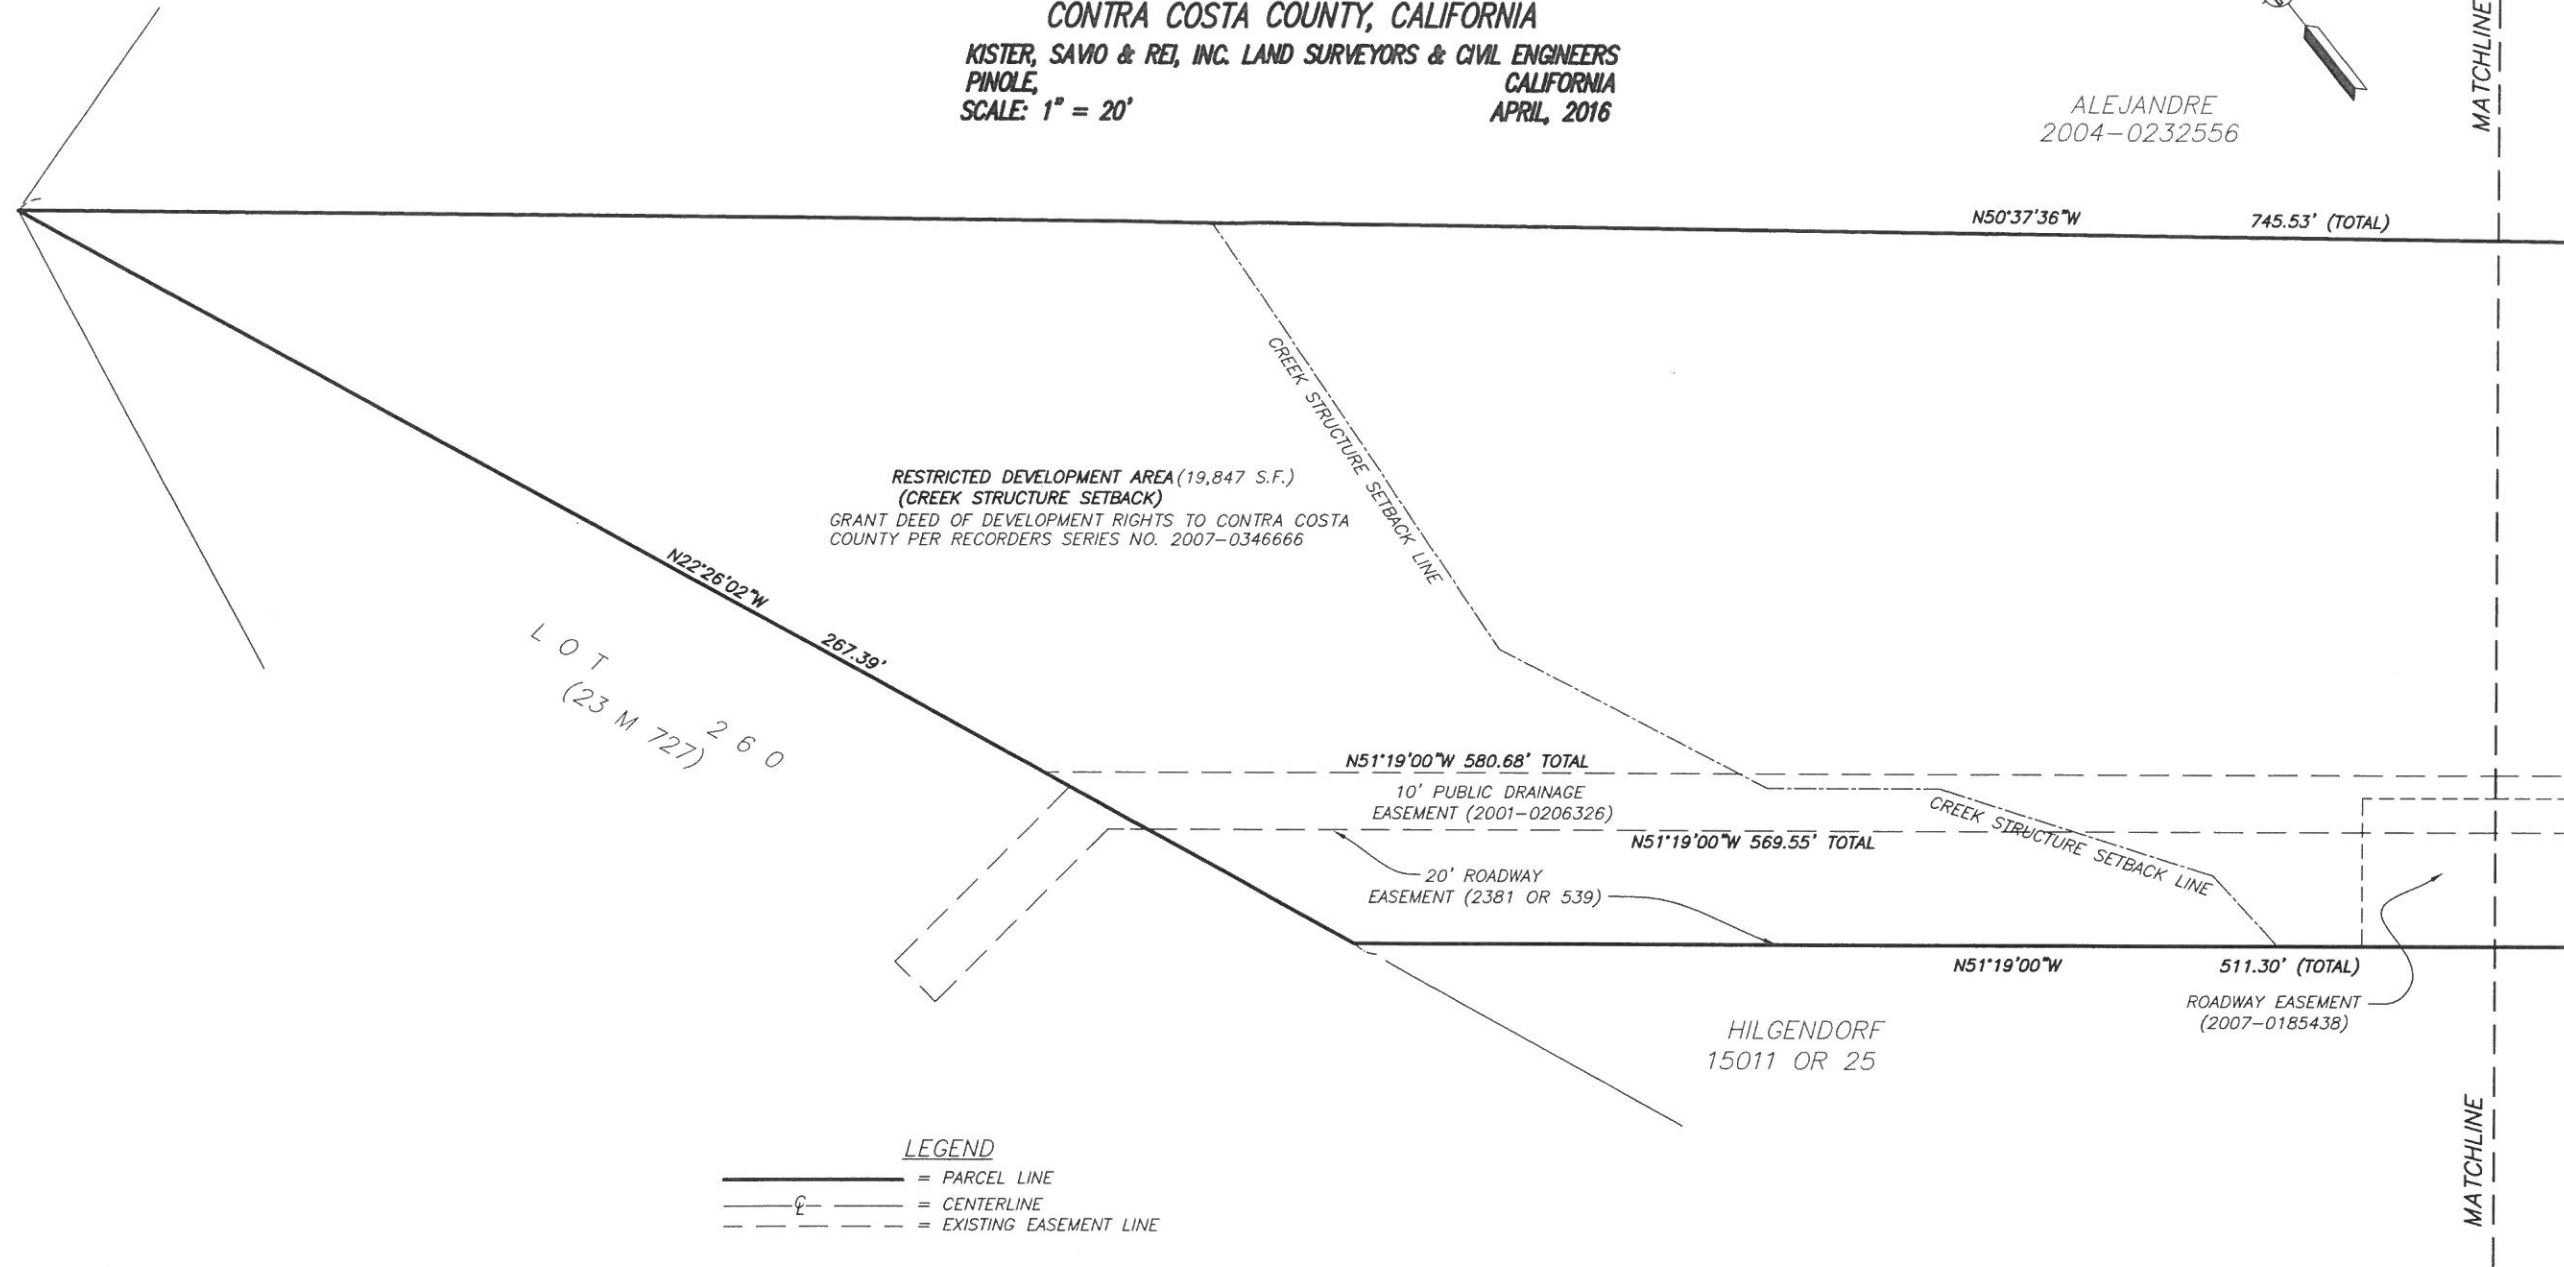 CONTRA COSTA COUNTY, CALIFORNIA
KISTER, SAVIO & REI, INC. LAND SURVEYORS & CIVIL ENGINEERS
PINOLE, CALIFORNIA
SCALE: 1" = 20' APRIL, 2016
MATCHLINE
ALEJANDRE
2004-0232556
N50°37'36"W 745.53' (TOTAL)
CREEK STRUCTURE SETBACK LINE
RESTRICTED DEVELOPMENT AREA (19,847 S.F.)
(CREEK STRUCTURE SETBACK)
GRANT DEED OF DEVELOPMENT RIGHTS TO CONTRA COSTA
COUNTY PER RECORDERS SERIES NO. 2007-0346666
N22°26'02"W 267.39'
LOT 260
(23 M 727)
N51°19'00"W 580.68' TOTAL
10' PUBLIC DRAINAGE
EASEMENT (2001-0206326)
CREEK STRUCTURE SETBACK LINE
N51°19'00"W 569.55' TOTAL
20' ROADWAY
EASEMENT (2381 OR 539)
N51°19'00"W 511.30' (TOTAL)
ROADWAY EASEMENT
(2007-0185438)
HILGENDORF
15011 OR 25
MATCHLINE
LEGEND
= PARCEL LINE
℄ = CENTERLINE
= EXISTING EASEMENT LINE